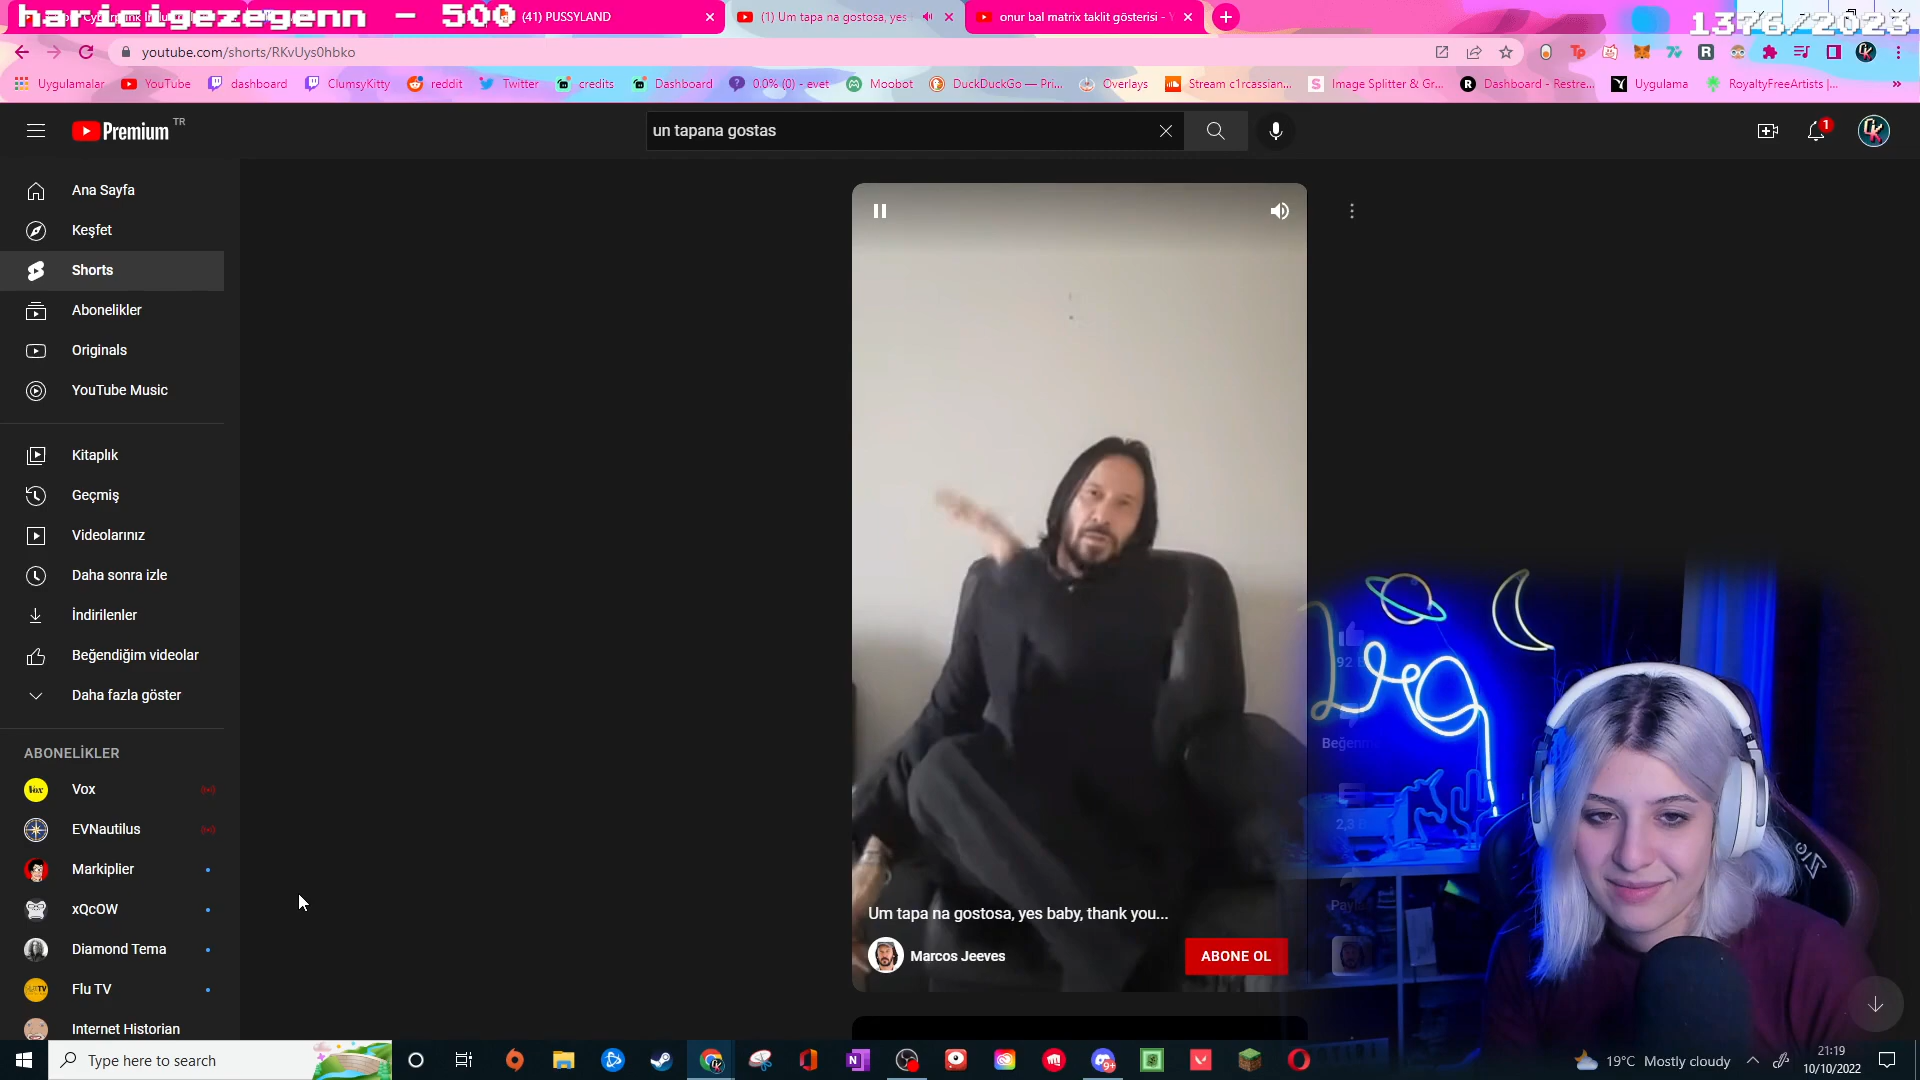 hari.igezegenn - 500
1376/2023
(41) PUSSYLAND
(1) Um tapa na gostosa, yes
onur bal matrix taklit gösterisi -
youtube.com/shorts/RKvUys0hbko
Uygulamalar
YouTube
dashboard
ClumsyKitty
reddit
Twitter
credits
Dashboard
0.0% (0) - evet
Moobot
DuckDuckGo — Pri...
Overlays
Stream c1rcassian...
Image Splitter & Gr...
Dashboard - Restre...
Uygulama
RoyaltyFreeArtists |...
Premium TR
un tapana gostas
1
Ana Sayfa
Keşfet
Shorts
Abonelikler
Originals
YouTube Music
Kitaplık
Geçmiş
Videolarınız
Daha sonra izle
İndirilenler
Beğendiğim videolar
Daha fazla göster
ABONELİKLER
Vox
EVNautilus
Markiplier
xQcOW
Diamond Tema
Flu TV
Internet Historian
Um tapa na gostosa, yes baby, thank you...
Marcos Jeeves
ABONE OL
Type here to search
19°C Mostly cloudy
21:19
10/10/2022